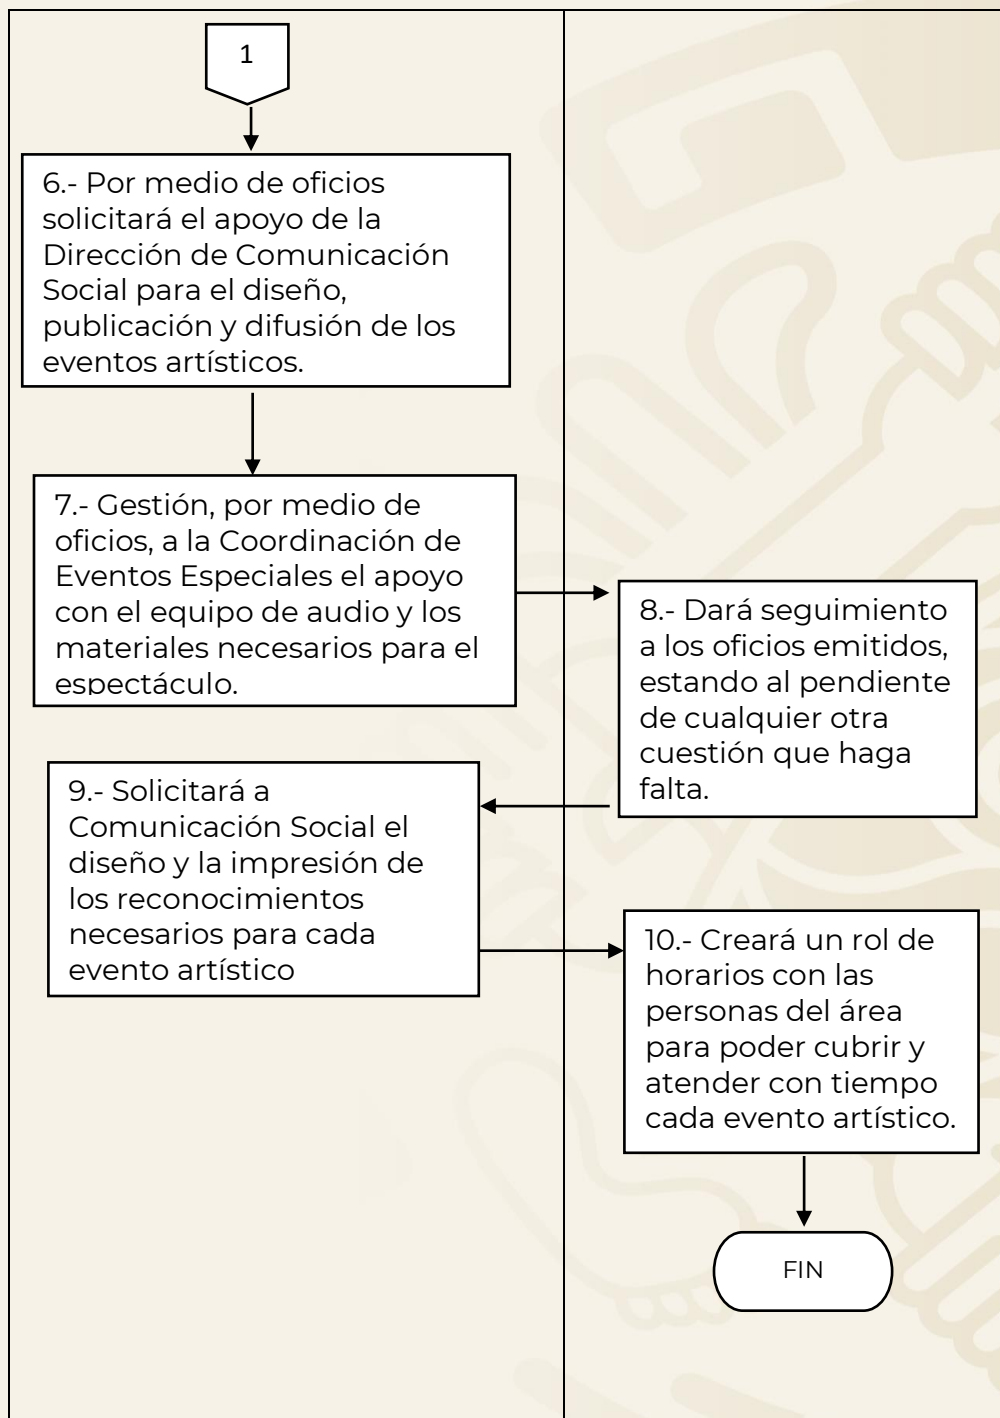 1
6.- Por medio de oficios
solicitará el apoyo de la
Dirección de Comunicación
Social para el diseño,
publicación y difusión de los
eventos artísticos.
7.- Gestión, por medio de
oficios, a la Coordinación de
Eventos Especiales el apoyo
con el equipo de audio y los
materiales necesarios para el
espectáculo.
8.- Dará seguimiento
a los oficios emitidos,
estando al pendiente
de cualquier otra
cuestión que haga
falta.
9.- Solicitará a
Comunicación Social el
diseño y la impresión de
los reconocimientos
necesarios para cada
evento artístico
10.- Creará un rol de
horarios con las
personas del área
para poder cubrir y
atender con tiempo
cada evento artístico.
FIN